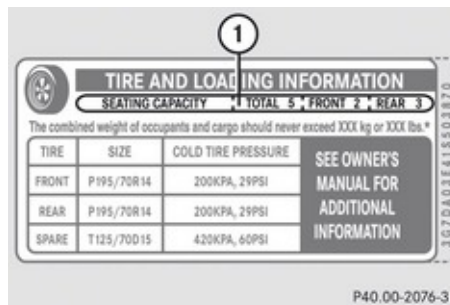 1
TIRE AND LOADING INFORMATION
SEATING CAPACITY TOTAL 5 FRONT 2 REAR 3
The combined weight of occupants and cargo should never exceed XXX kg or XXX lbs.*
TIRE SIZE COLD TIRE PRESSURE SEE OWNER'S MANUAL FOR ADDITIONAL INFORMATION
FRONT P195/70R14 200KPA, 29PSI
REAR P195/70R14 200KPA, 29PSI
SPARE T125/70D15 420KPA, 60PSI
P40.00-2076-3